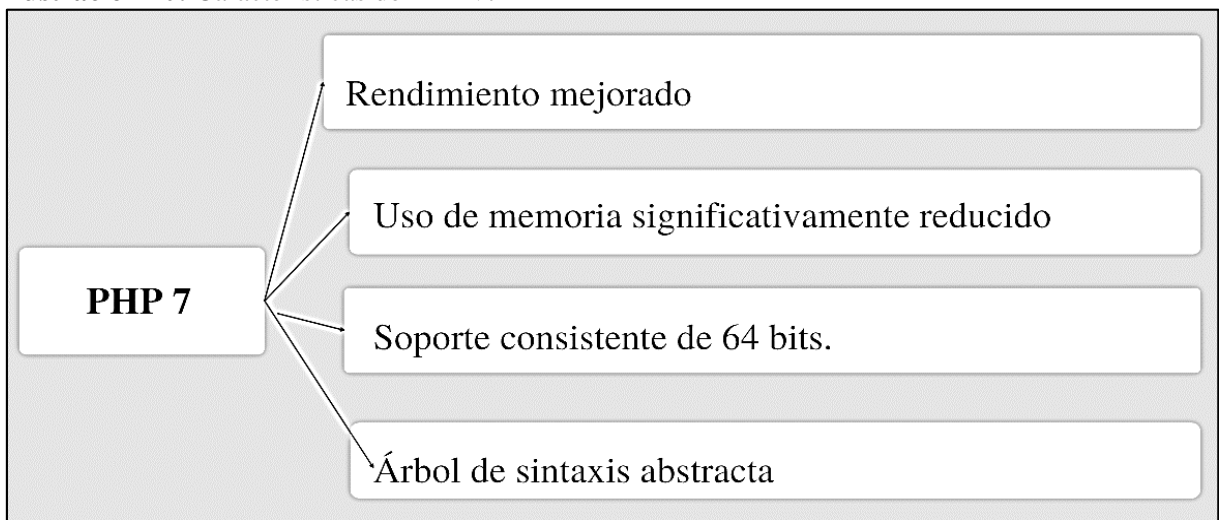 Rendimiento mejorado
Uso de memoria significativamente reducido
PHP 7
Soporte consistente de 64 bits.
Árbol de sintaxis abstracta